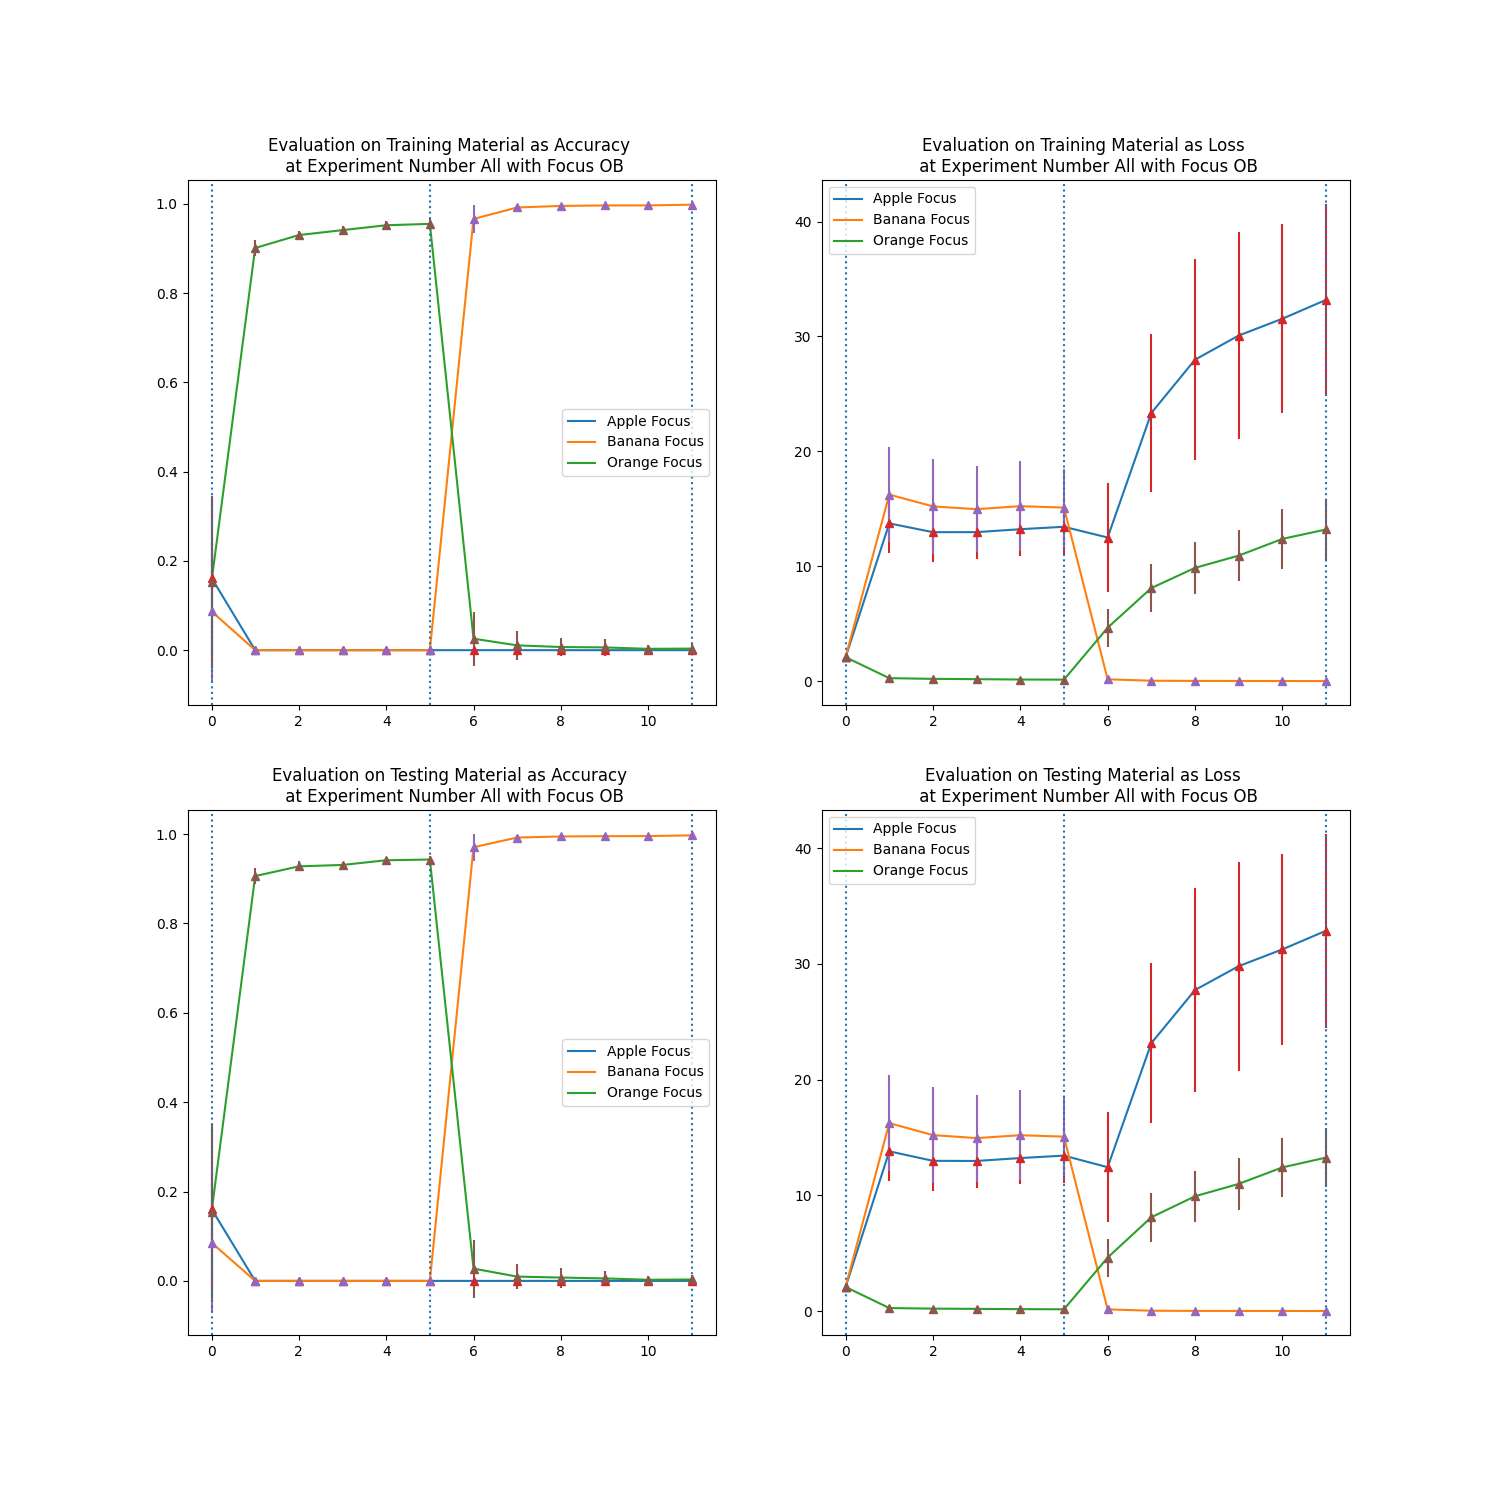 Evaluation on Training Material as Accuracy
at Experiment Number All with Focus OB
1.0
0.8
0.6
0.4
0.2
0.0
Apple Focus
Banana Focus
Orange Focus
0 2 4 6 8 10
Evaluation on Training Material as Loss
at Experiment Number All with Focus OB
Apple Focus
Banana Focus
Orange Focus
40
30
20
10
0
0 2 4 6 8 10
Evaluation on Testing Material as Accuracy
at Experiment Number All with Focus OB
1.0
0.8
0.6
0.4
0.2
0.0
Apple Focus
Banana Focus
Orange Focus
0 2 4 6 8 10
Evaluation on Testing Material as Loss
at Experiment Number All with Focus OB
Apple Focus
Banana Focus
Orange Focus
40
30
20
10
0
0 2 4 6 8 10